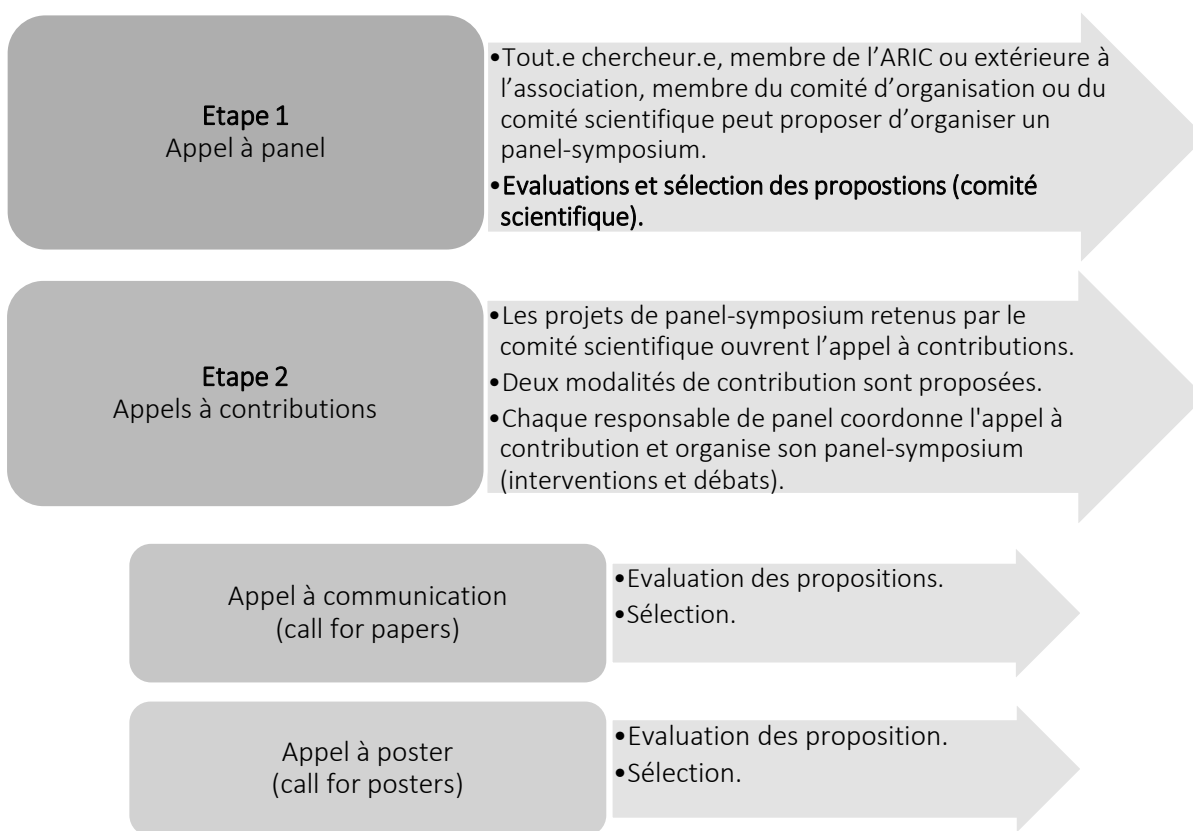 Etape 1
Appel à panel
•Tout.e chercheur.e, membre de l’ARIC ou extérieure à
l’association, membre du comité d’organisation ou du
comité scientifique peut proposer d’organiser un
panel-symposium.
•Evaluations et sélection des propostions (comité
scientifique).
Etape 2
Appels à contributions
•Les projets de panel-symposium retenus par le
comité scientifique ouvrent l’appel à contributions.
•Deux modalités de contribution sont proposées.
•Chaque responsable de panel coordonne l'appel à
contribution et organise son panel-symposium
(interventions et débats).
Appel à communication
(call for papers)
•Evaluation des propositions.
•Sélection.
Appel à poster
(call for posters)
•Evaluation des proposition.
•Sélection.